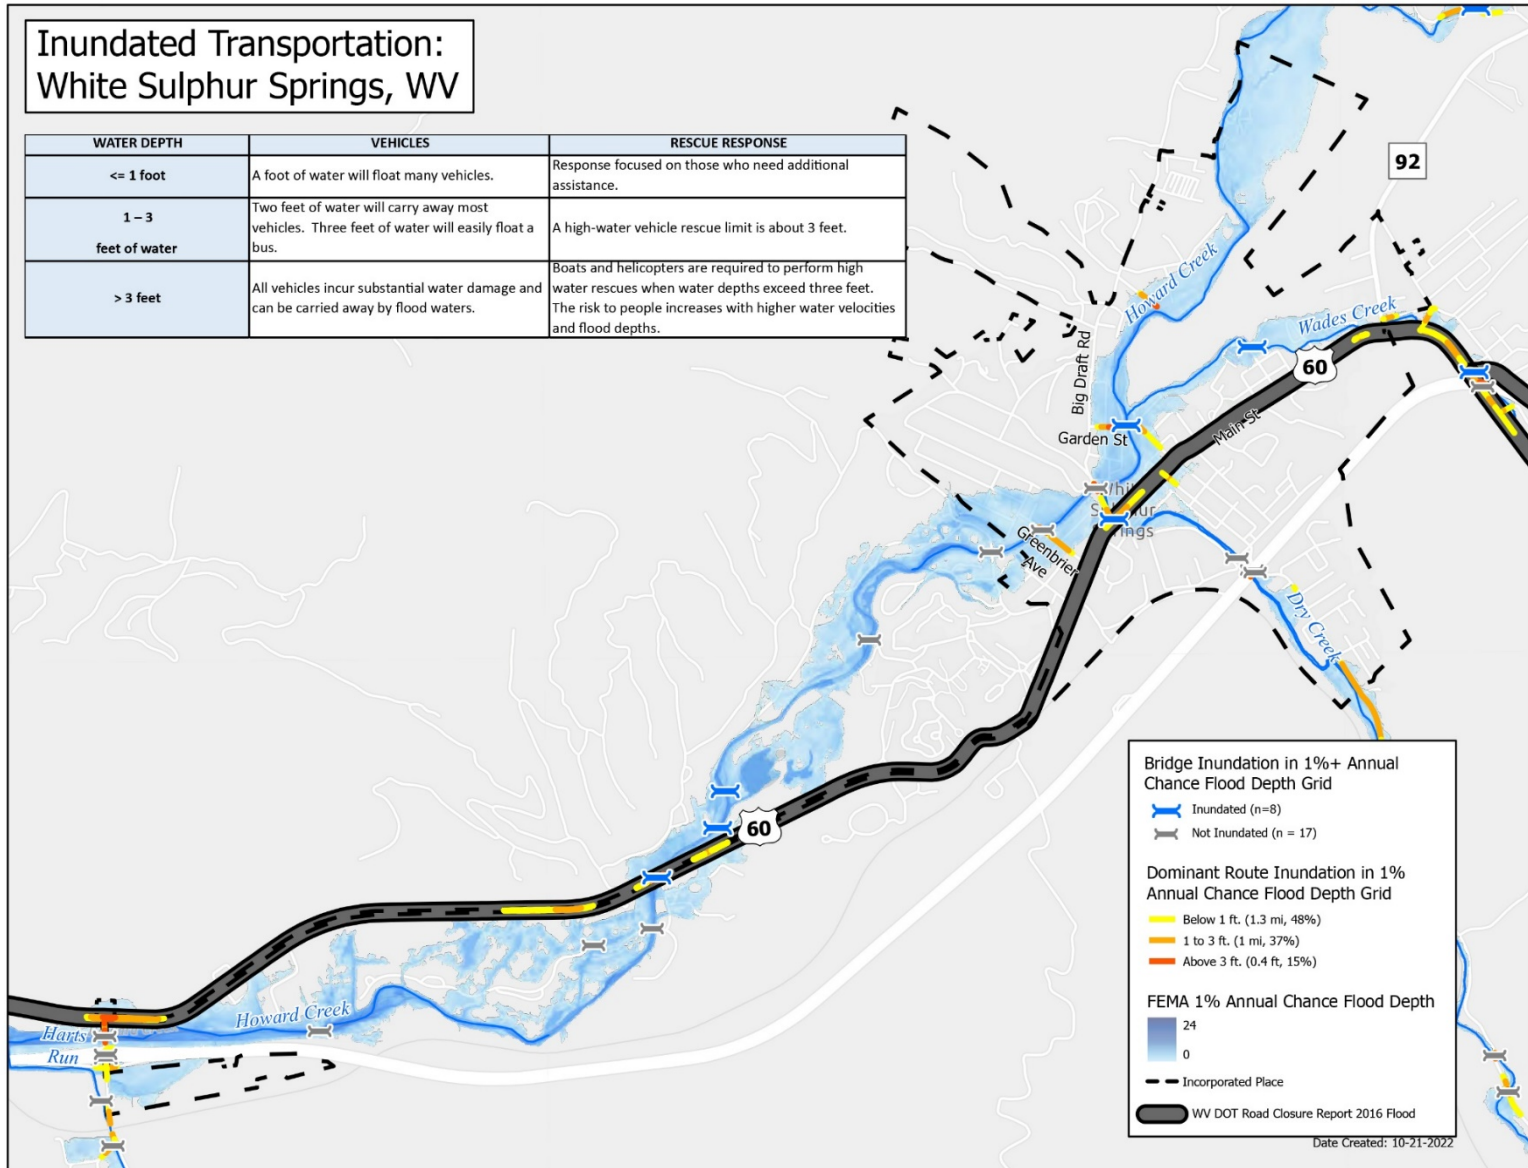 Inundated Transportation:
White Sulphur Springs, WV
WATER DEPTH VEHICLES RESCUE RESPONSE
<= 1 foot
A foot of water will float many vehicles.
Response focused on those who need additional
assistance.
1 – 3
feet of water
Two feet of water will carry away most
vehicles. Three feet of water will easily float a
bus.
A high-water vehicle rescue limit is about 3 feet.
> 3 feet
All vehicles incur substantial water damage and
can be carried away by flood waters.
Boats and helicopters are required to perform high
water rescues when water depths exceed three feet.
The risk to people increases with higher water velocities
and flood depths.
92
Howard Creek
Wades Creek
60
Big Draft Rd
Main St
Garden St
Greenbrier
Ave
Dry Creek
60
Howard Creek
Harts
Run
Bridge Inundation in 1%+ Annual
Chance Flood Depth Grid
Inundated (n=8)
Not Inundated (n = 17)
Dominant Route Inundation in 1%
Annual Chance Flood Depth Grid
Below 1 ft. (1.3 mi, 48%)
1 to 3 ft. (1 mi, 37%)
Above 3 ft. (0.4 ft, 15%)
FEMA 1% Annual Chance Flood Depth
24
0
Incorporated Place
WV DOT Road Closure Report 2016 Flood
Date Created: 10-21-2022